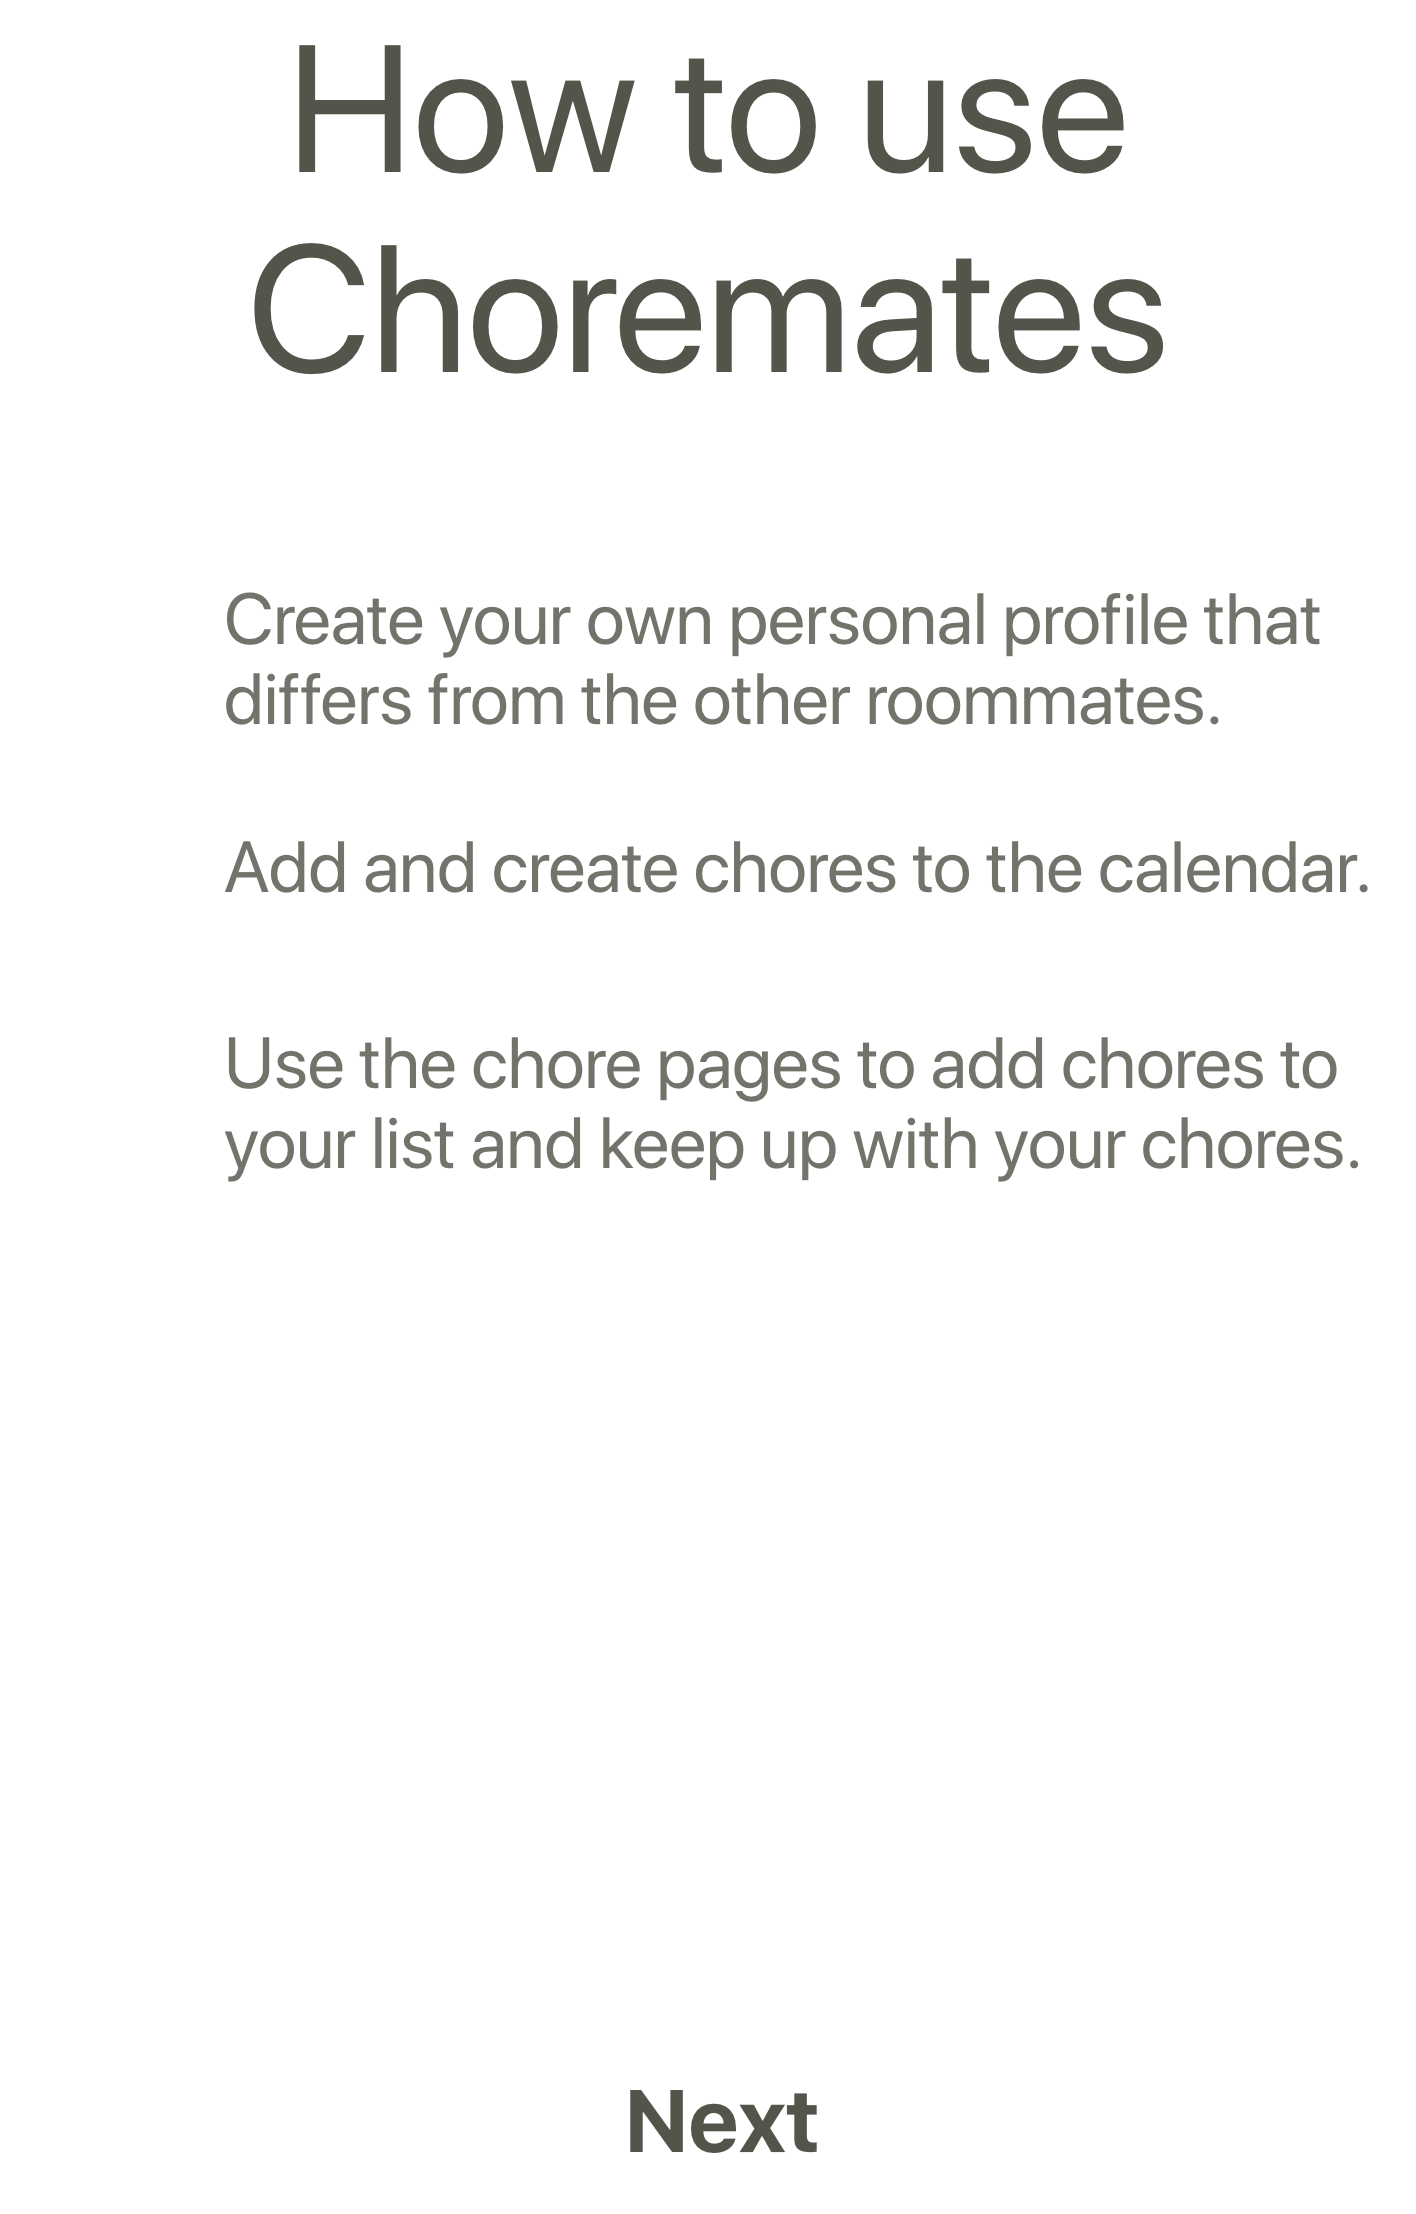 How to use
Choremates
Create your own personal profile that
differs from the other roommates.
Add and create chores to the calendar.
Use the chore pages to add chores to
your list and keep up with your chores.
Next